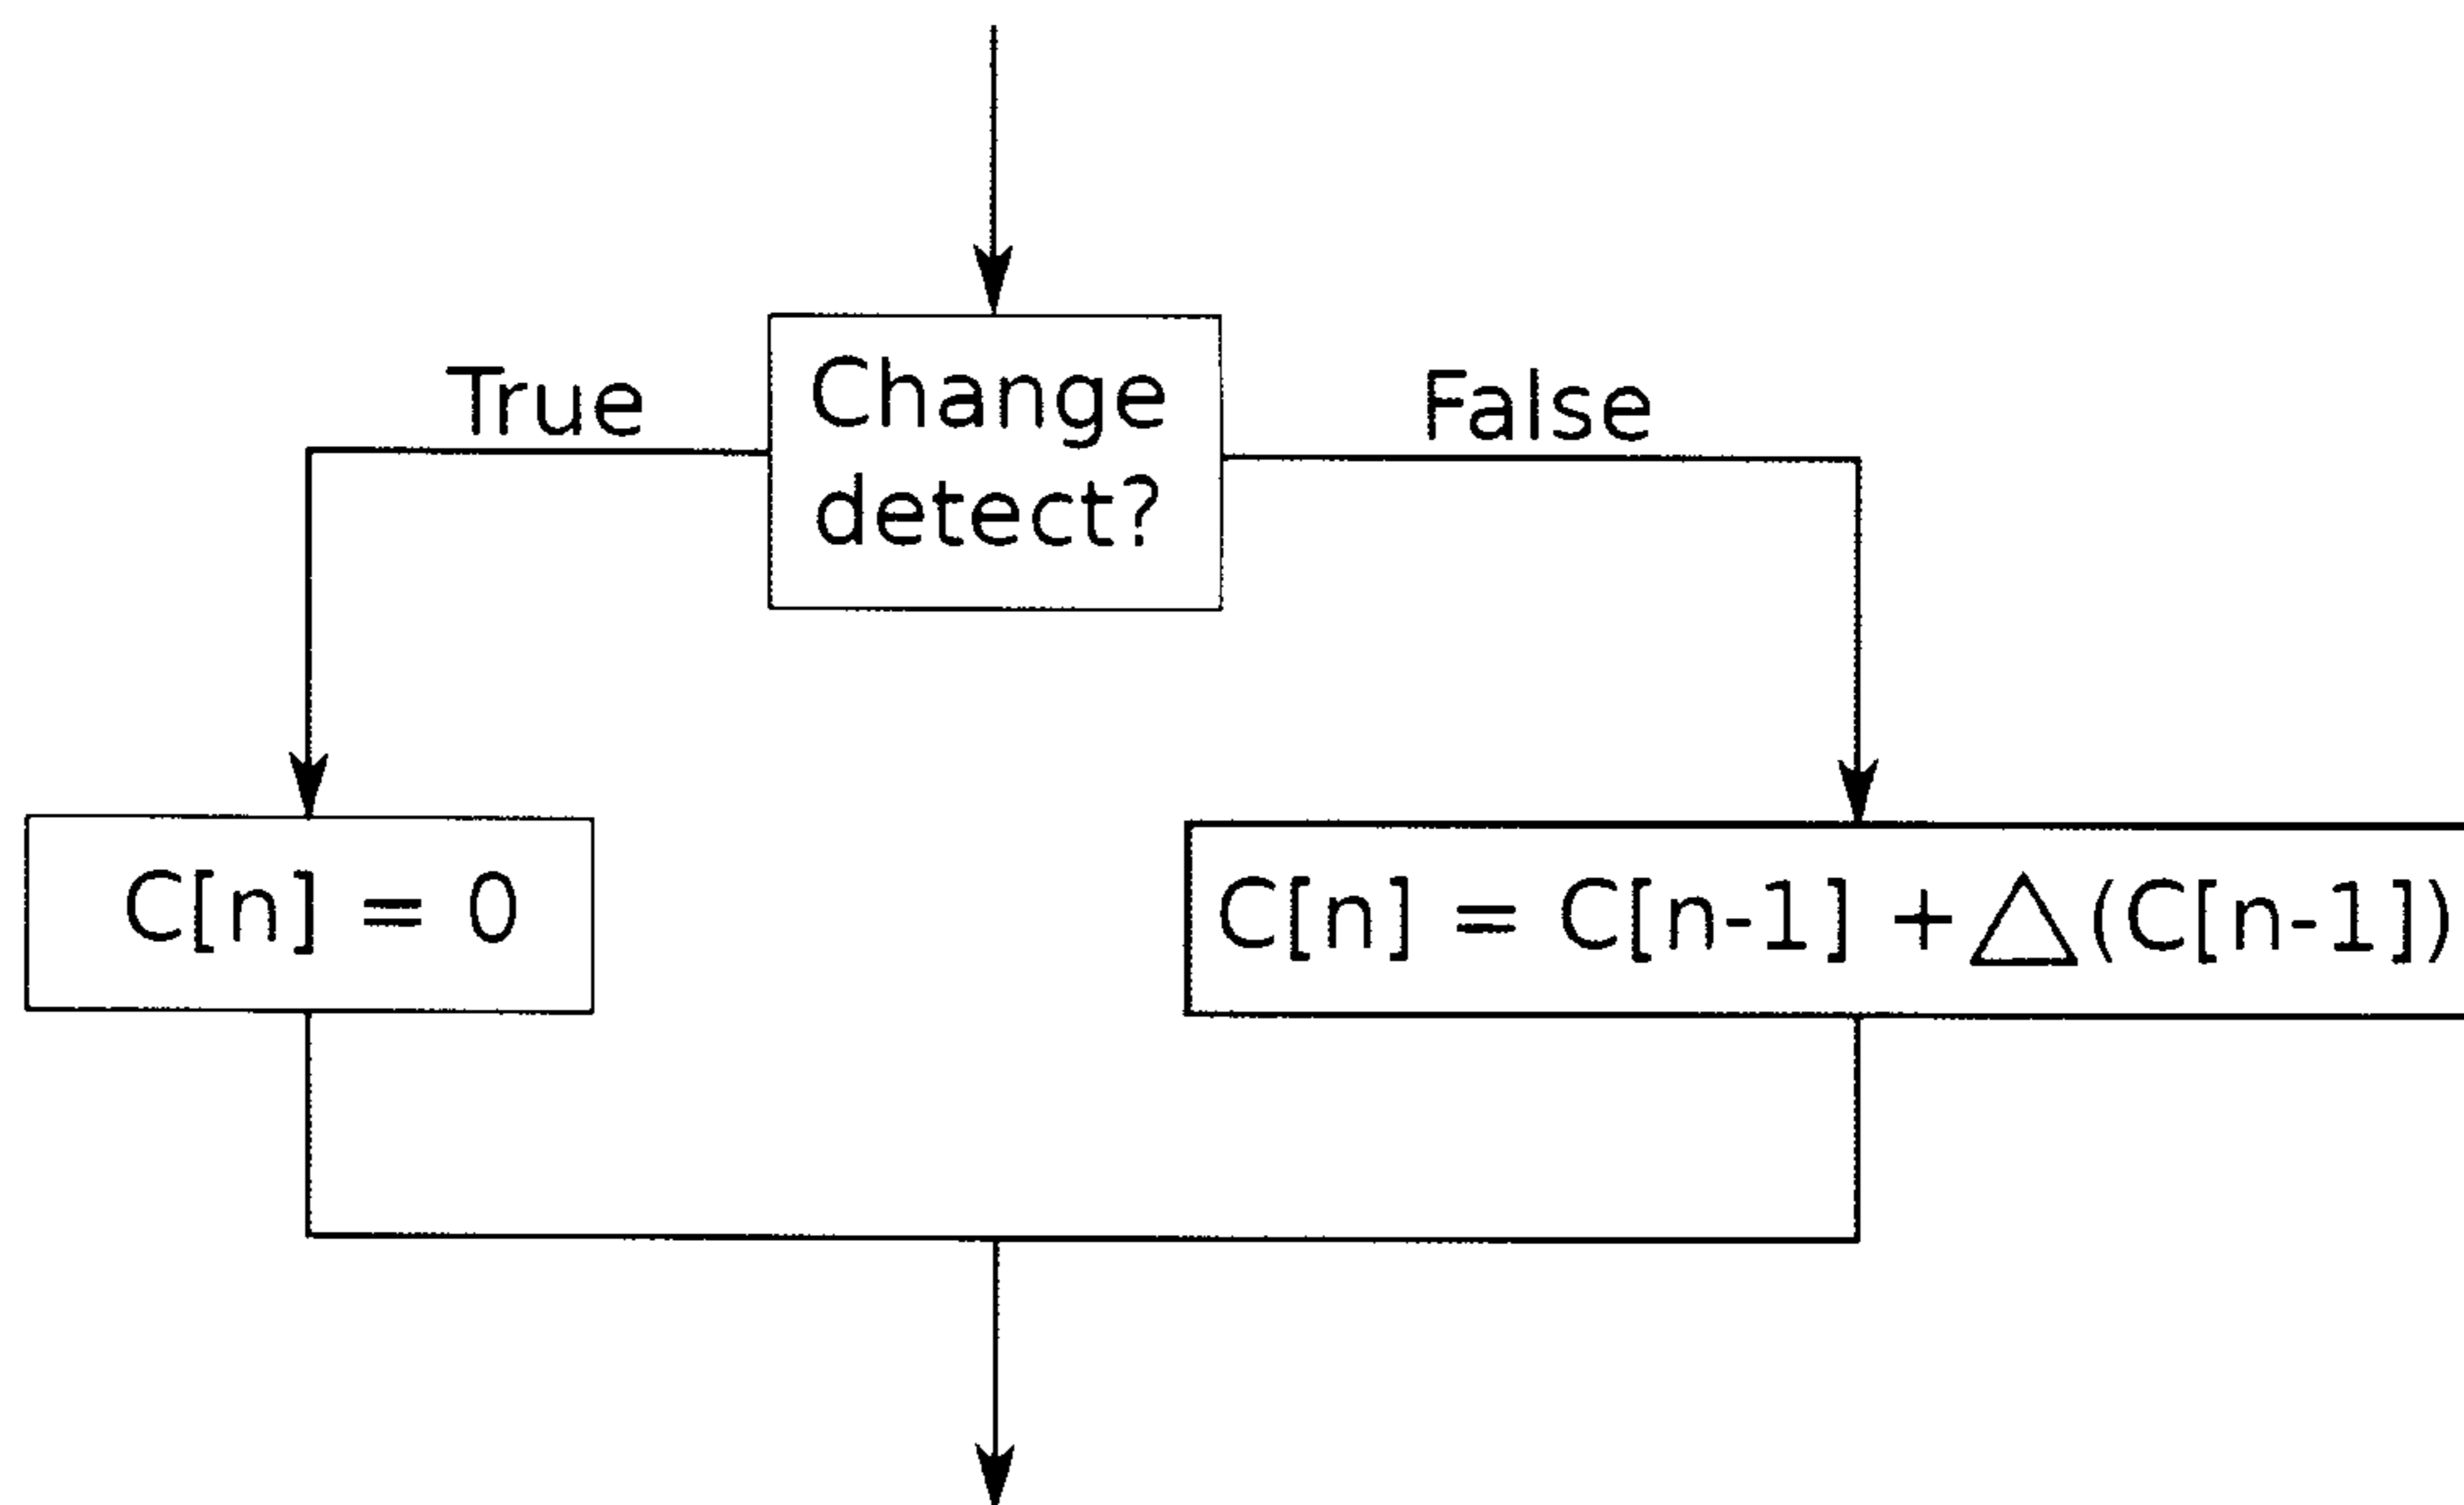 True
Change
detect?
False
C[n] = 0
C[n] = C[n-1] +△(C[n-1])